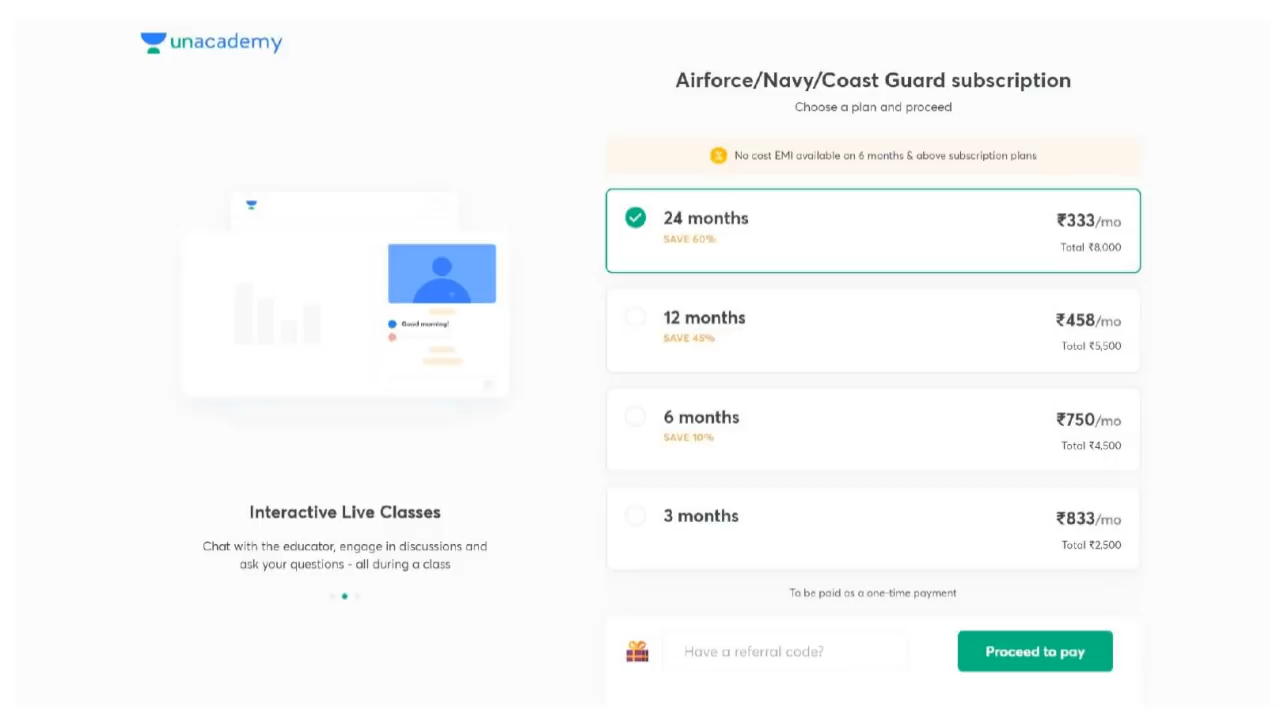 unacademy
Airforce/Navy/Coast Guard subscription
Choose a plan and proceed
No cost EMI available on 6 months & above subscription plans
24 months
₹333/mo
SAVE 60%
Total ₹8,000
12 months
₹458/mo
SAVE 45%
Total ₹5,500
6 months
₹750/mo
SAVE 10%
Total ₹4,500
3 months
₹833/mo
Total ₹2,500
To be paid as a one-time payment
Have a referral code?
Proceed to pay
Good morning!
Interactive Live Classes
Chat with the educator, engage in discussions and
ask your questions - all during a class